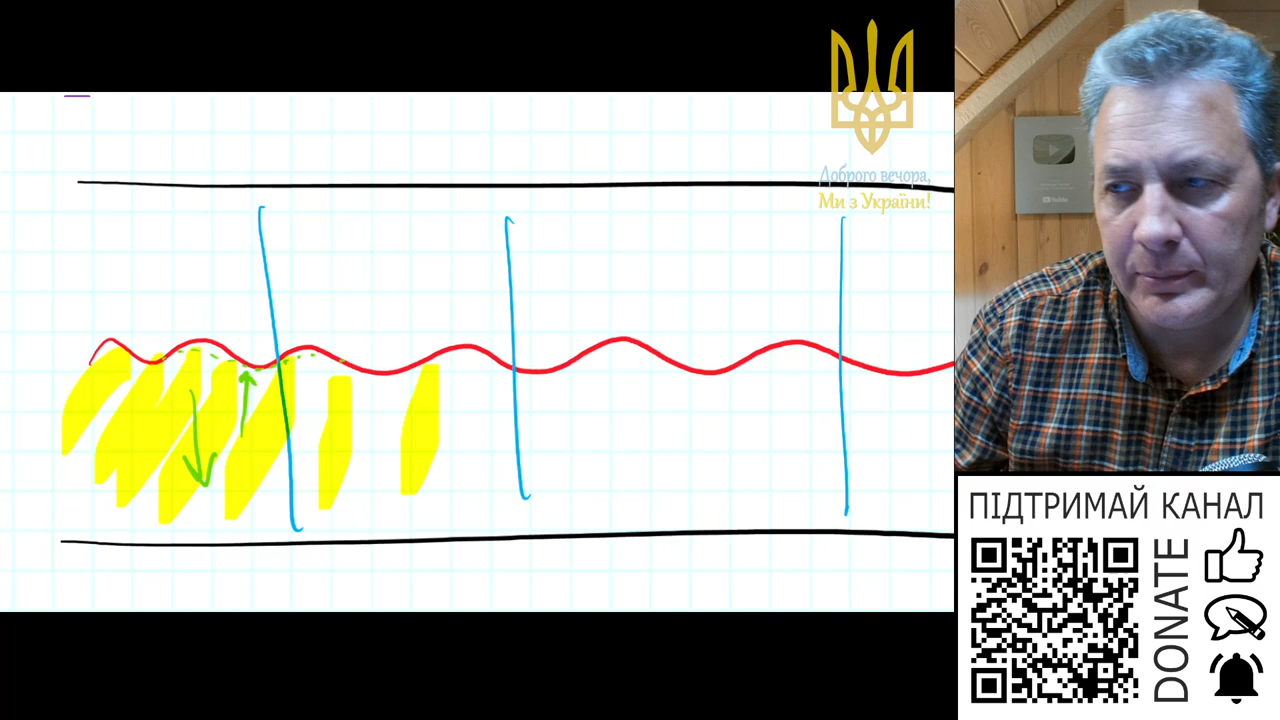 Доброго вечора,
Ми з України!
ПІДТРИМАЙ КАНАЛ
DONATE